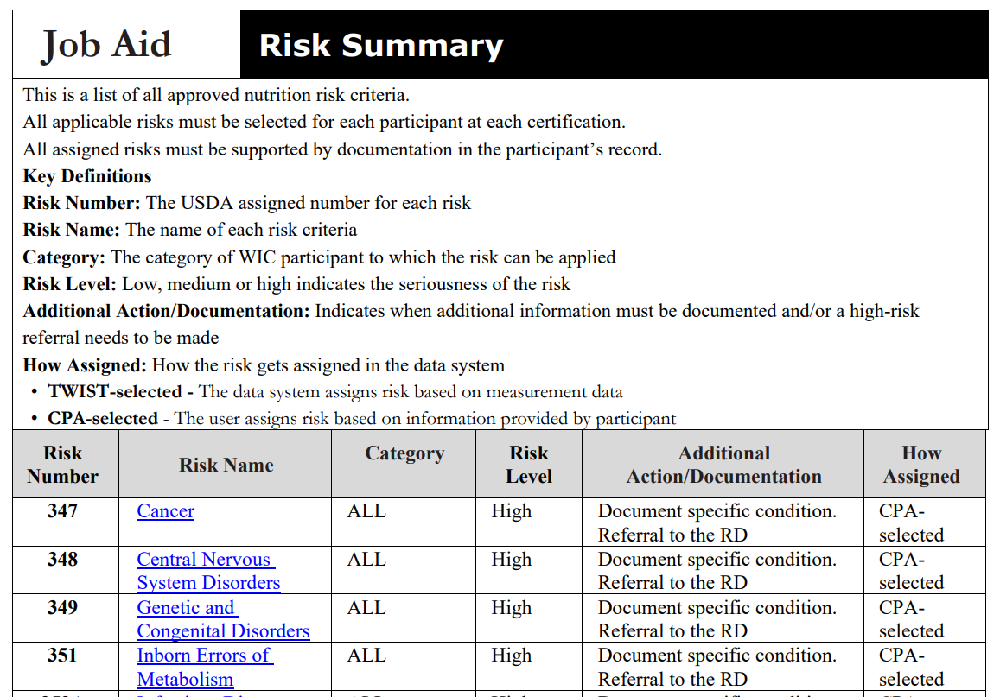 Job Aid
Risk Summary
This is a list of all approved nutrition risk criteria.
All applicable risks must be selected for each participant at each certification.
All assigned risks must be supported by documentation in the participant’s record.
Key Definitions
Risk Number: The USDA assigned number for each risk
Risk Name: The name of each risk criteria
Category: The category of WIC participant to which the risk can be applied
Risk Level: Low, medium or high indicates the seriousness of the risk
Additional Action/Documentation: Indicates when additional information must be documented and/or a high-risk
referral needs to be made
How Assigned: How the risk gets assigned in the data system
• TWIST-selected - The data system assigns risk based on measurement data
• CPA-selected - The user assigns risk based on information provided by participant
Risk
Number
Risk Name
Category
Risk
Level
Additional
Action/Documentation
How
Assigned
347
Cancer
ALL
High
Document specific condition.
Referral to the RD
CPA-
selected
348
Central Nervous
System Disorders
ALL
High
Document specific condition.
Referral to the RD
CPA-
selected
349
Genetic and
Congenital Disorders
ALL
High
Document specific condition.
Referral to the RD
CPA-
selected
351
Inborn Errors of
Metabolism
ALL
High
Document specific condition.
Referral to the RD
CPA-
selected